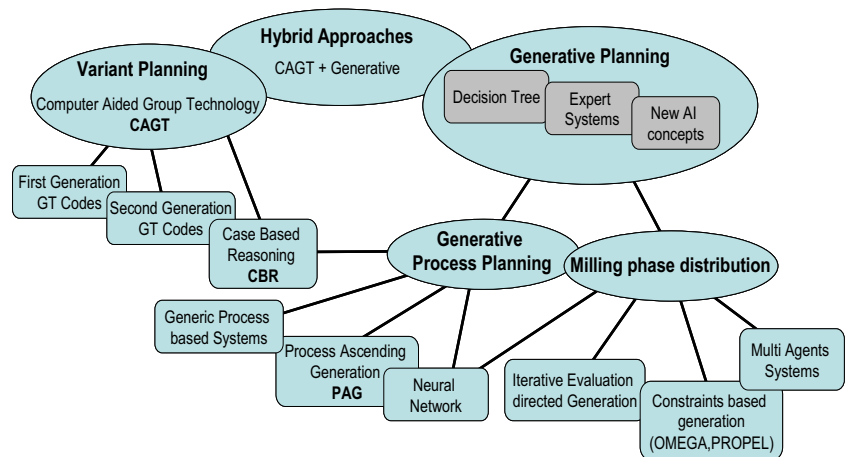 Hybrid Approaches
CAGT + Generative
Variant Planning
Computer Aided Group Technology
CAGT
Generative Planning
Decision Tree
Expert
Systems
New AI
concepts
First Generation
GT Codes
Second Generation
GT Codes
Case Based
Reasoning
CBR
Generative
Process Planning
Milling phase distribution
Generic Process
based Systems
Process Ascending
Generation
PAG
Neural
Network
Iterative Evaluation
directed Generation
Constraints based
generation
(OMEGA,PROPEL)
Multi Agents
Systems